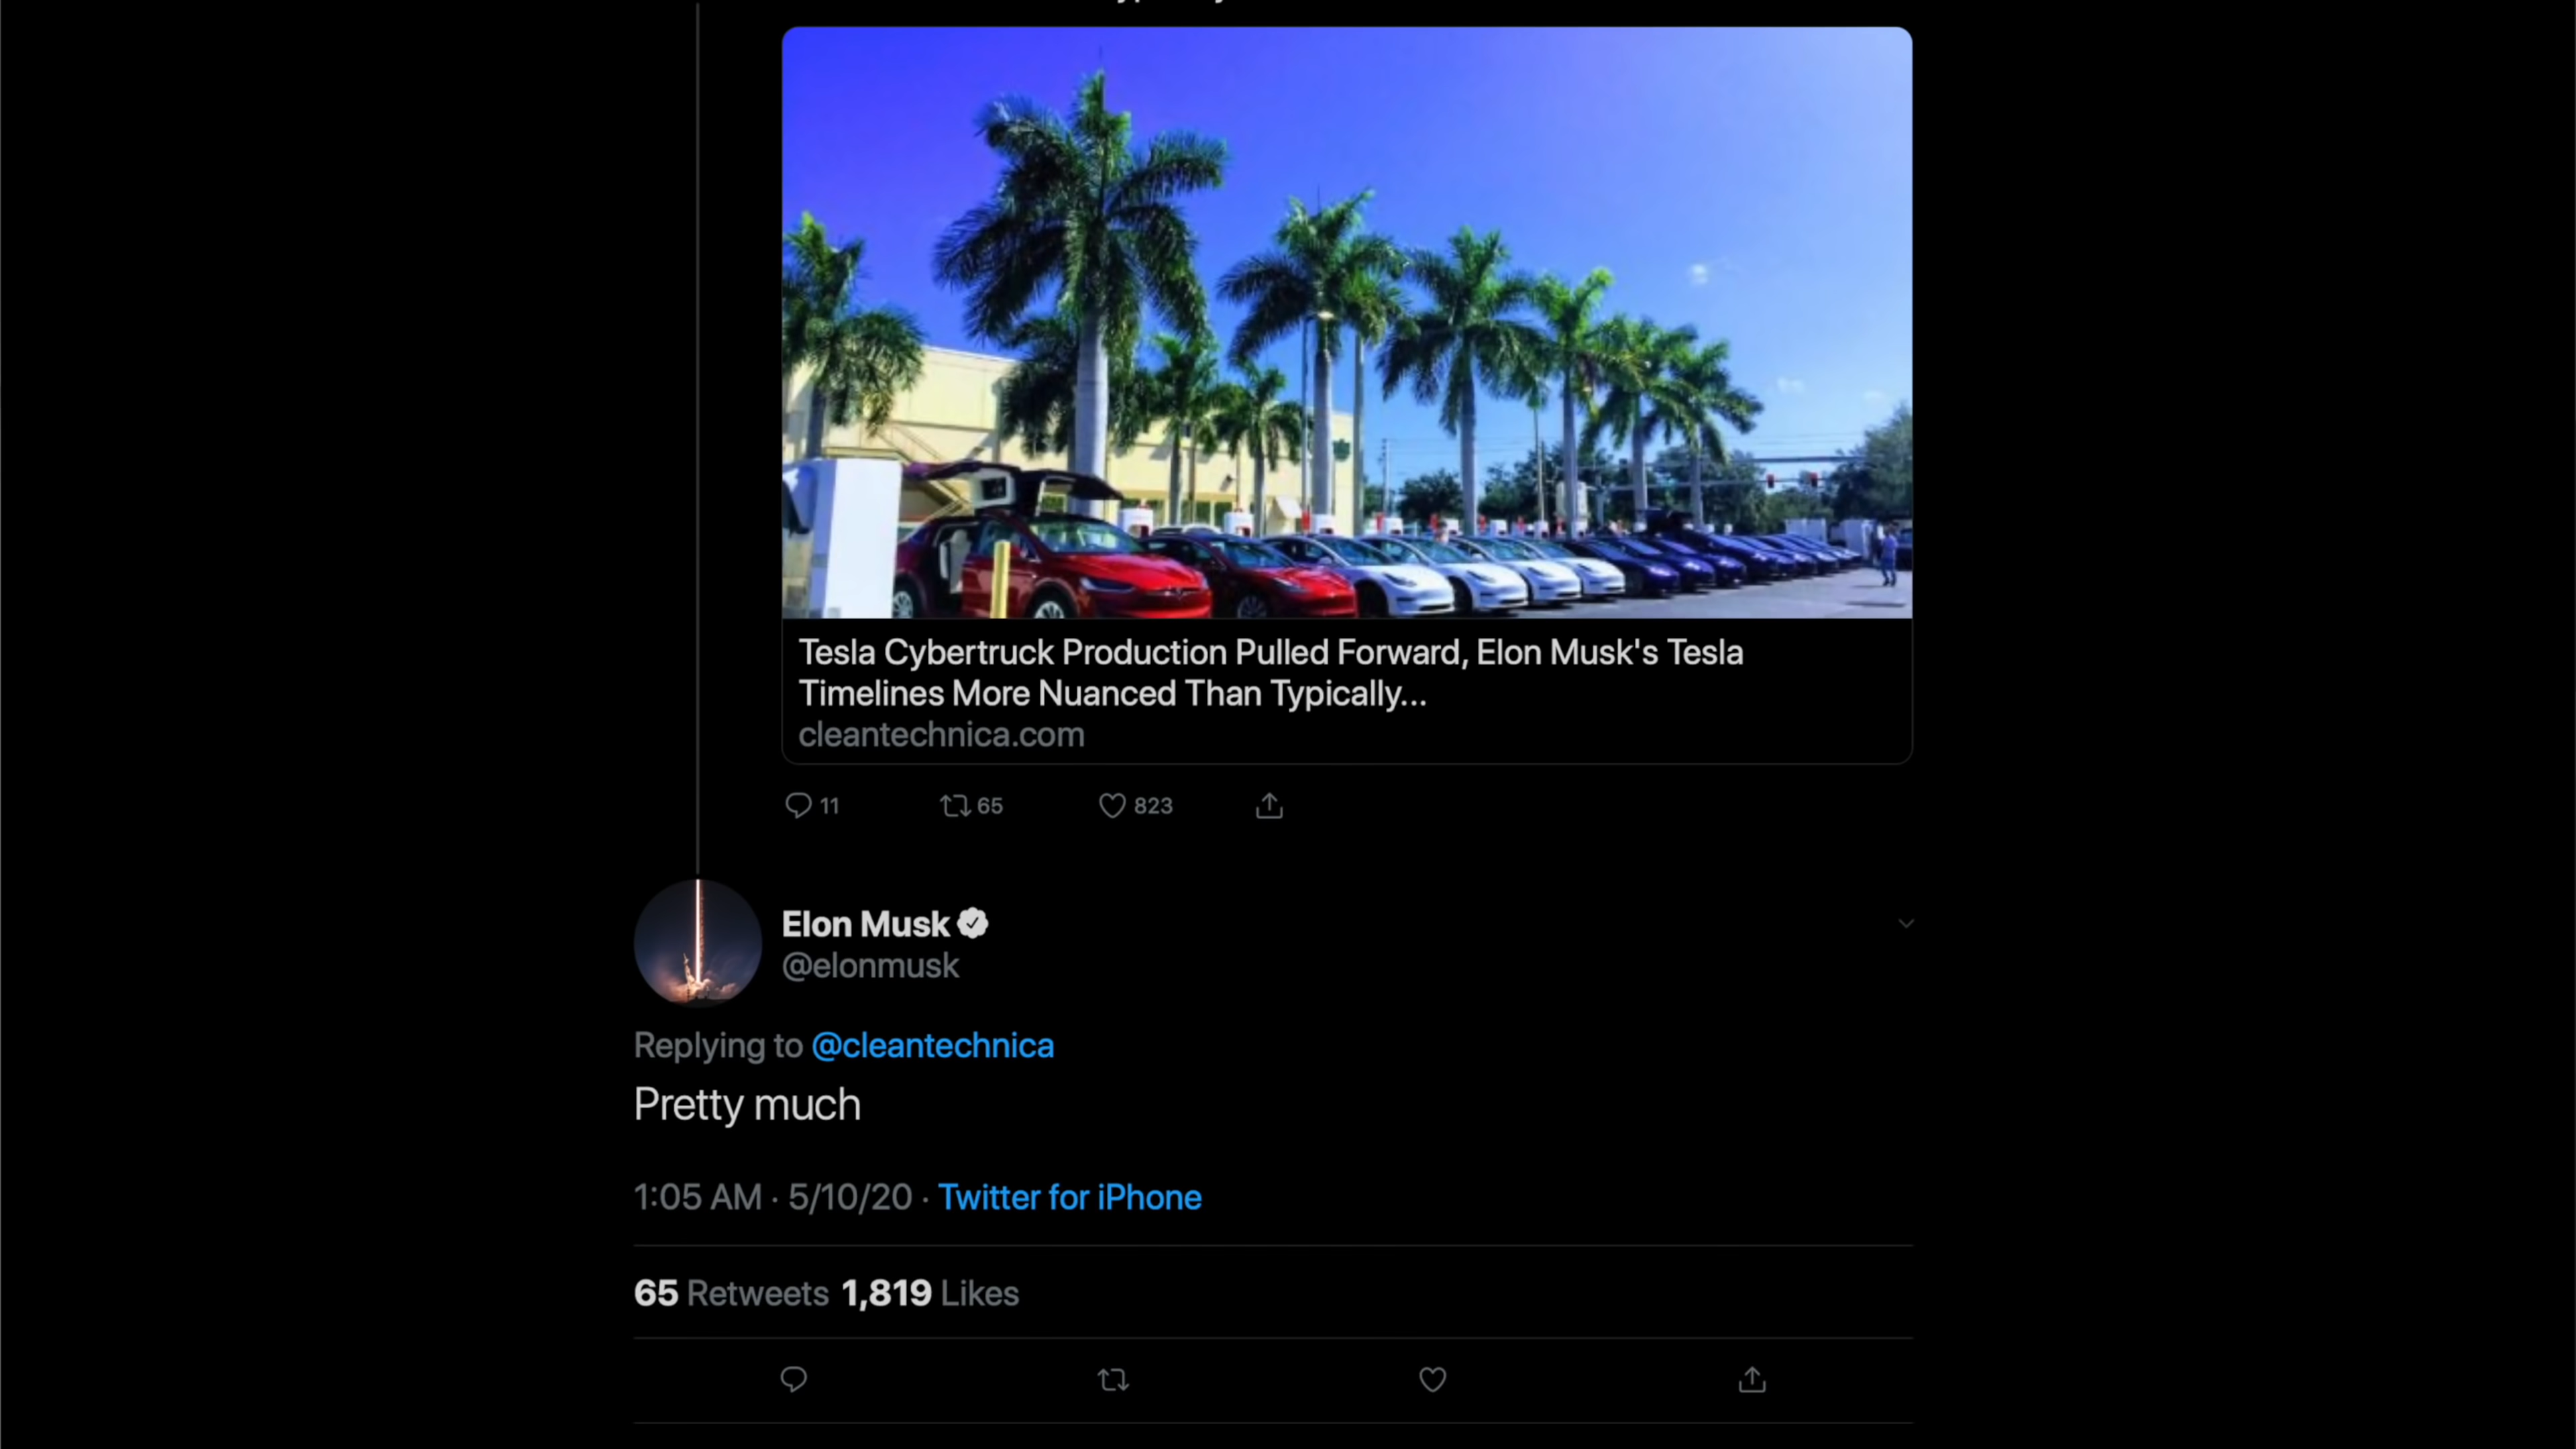 Tesla Cybertruck Production Pulled Forward, Elon Musk's Tesla
Timelines More Nuanced Than Typically...
cleantechnica.com
11 65 823
Elon Musk
@elonmusk
Replying to @cleantechnica
Pretty much
1:05 AM · 5/10/20 · Twitter for iPhone
65 Retweets 1,819 Likes